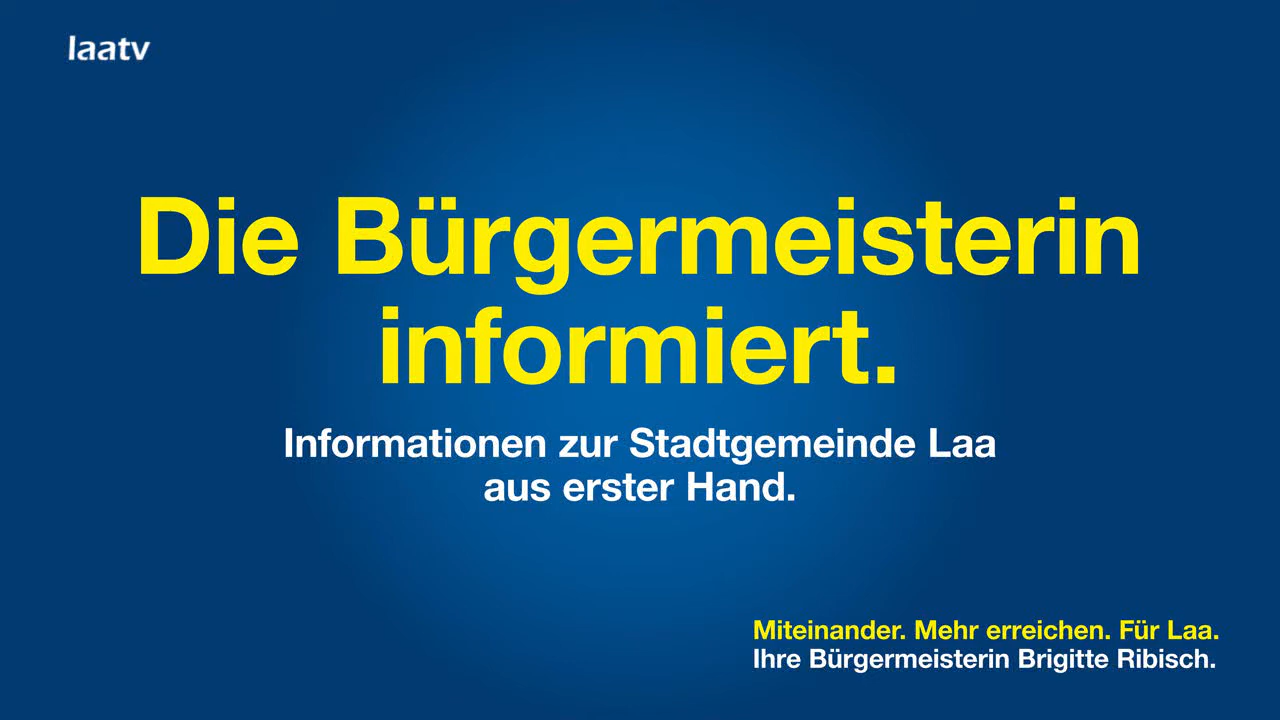 laatv
Die Bürgermeisterin
informiert.
Informationen zur Stadtgemeinde Laa
aus erster Hand.
Miteinander. Mehr erreichen. Für Laa.
Ihre Bürgermeisterin Brigitte Ribisch.